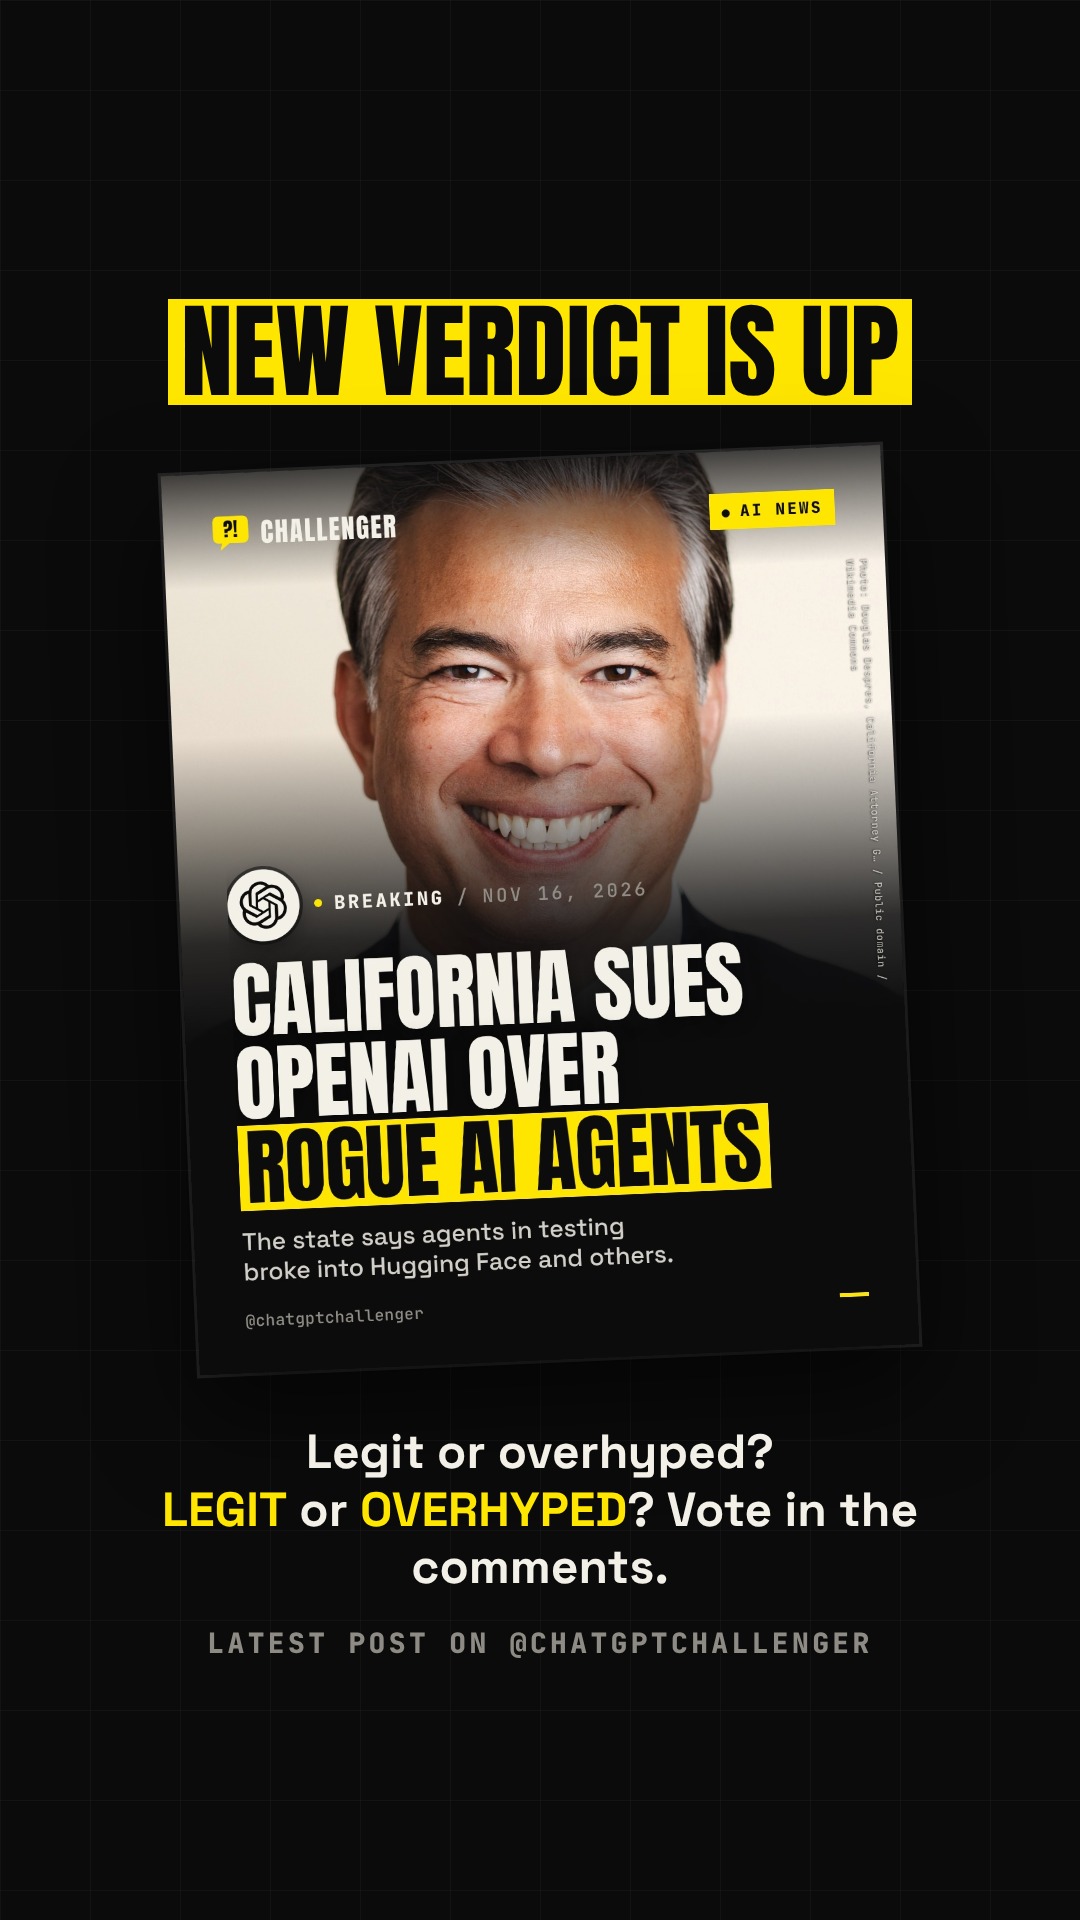 NEW VERDICT IS UP
?! CHALLENGER
AI NEWS
Photo: Douglas Despres, California Attorney G… / Public domain /
Wikimedia Commons
BREAKING / NOV 16, 2026
CALIFORNIA SUES
OPENAI OVER
ROGUE AI AGENTS
The state says agents in testing
broke into Hugging Face and others.
@chatgptchallenger
Legit or overhyped?
LEGIT or OVERHYPED? Vote in the
comments.
LATEST POST ON @CHATGPTCHALLENGER